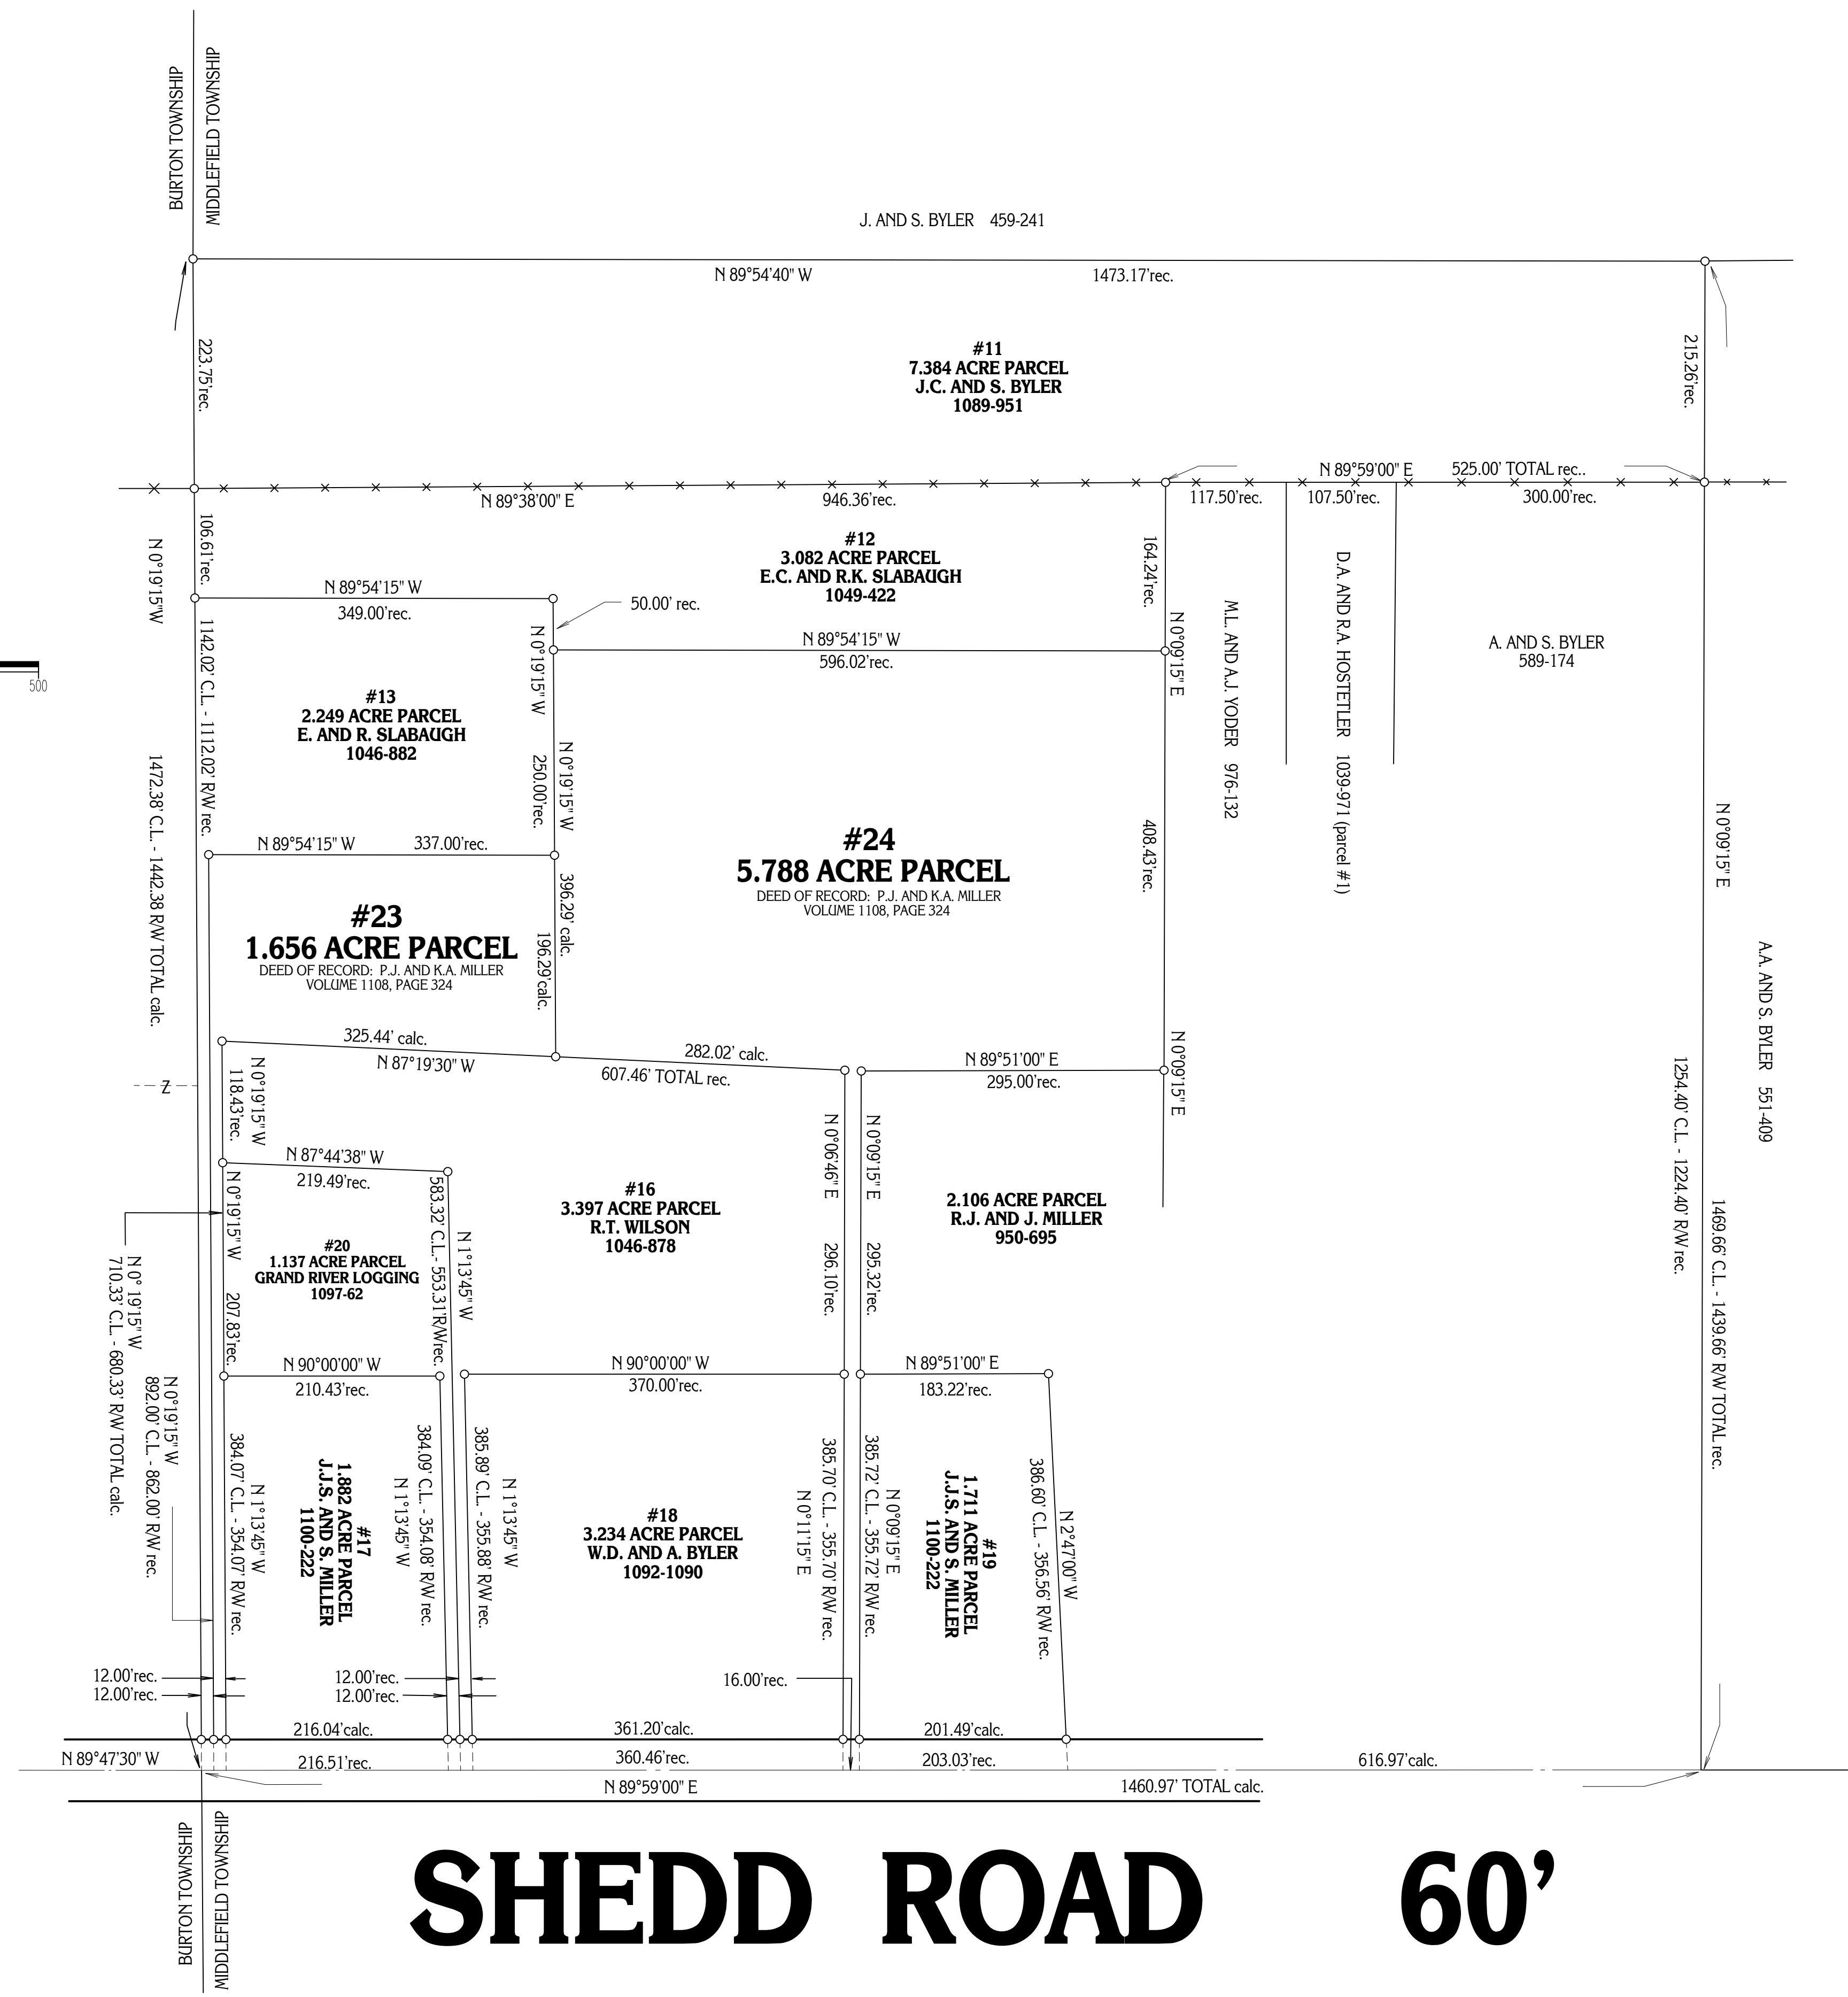 BURTON TOWNSHIP
MIDDLEFIELD TOWNSHIP
J. AND S. BYLER 459-241
N 89°54'40" W 1473.17'rec.
223.75'rec.
#11
7.384 ACRE PARCEL
J.C. AND S. BYLER
1089-951
215.26'rec.
N 89°38'00" E 946.36'rec.
N 89°59'00" E 525.00' TOTAL rec..
117.50'rec.
107.50'rec.
300.00'rec.
N 0°19'15"W
106.61'rec.
#12
3.082 ACRE PARCEL
E.C. AND R.K. SLABAUGH
1049-422
164.24'rec.
N 89°54'15" W
349.00'rec.
50.00' rec.
N 89°54'15" W
596.02'rec.
N 0°09'15" E
M.L. AND A.J. YODER 976-132
D.A. AND R.A. HOSTETLER 1039-971 (parcel #1)
A. AND S. BYLER
589-174
500
1142.02' C.L. - 1112.02' R/W rec.
1472.38' C.L. - 1442.38 R/W TOTAL calc.
#13
2.249 ACRE PARCEL
E. AND R. SLABAUGH
1046-882
N 0°19'15" W
250.00'rec.
N 0°19'15" W
396.29' calc.
#24
5.788 ACRE PARCEL
DEED OF RECORD: P.J. AND K.A. MILLER
VOLUME 1108, PAGE 324
408.43'rec.
N 0°09'15" E
N 89°54'15" W 337.00'rec.
#23
1.656 ACRE PARCEL
DEED OF RECORD: P.J. AND K.A. MILLER
VOLUME 1108, PAGE 324
196.29'calc.
A.A. AND S. BYLER 551-409
325.44' calc.
N 87°19'30" W
282.02' calc.
607.46' TOTAL rec.
N 89°51'00" E
295.00'rec.
N 0°09'15" E
Z
N 0°19'15" W
118.43'rec.
N 87°44'38" W
219.49'rec.
N 0°19'15" W
207.83'rec.
#20
1.137 ACRE PARCEL
GRAND RIVER LOGGING
1097-62
583.32' C.L.- 553.31'R/Wrec.
N 1°13'45" W
#16
3.397 ACRE PARCEL
R.T. WILSON
1046-878
N 0°06'46" E
296.10'rec.
N 0°09'15" E
295.32'rec.
2.106 ACRE PARCEL
R.J. AND J. MILLER
950-695
1254.40' C.L. - 1224.40' R/W rec.
1469.66' C.L. - 1439.66' R/W TOTAL rec.
N 0° 19'15" W
710.33' C.L. - 680.33' R/W TOTAL calc.
N 0°19'15" W
892.00' C.L. - 862.00' R/W rec.
N 90°00'00" W
210.43'rec.
N 90°00'00" W
370.00'rec.
N 89°51'00" E
183.22'rec.
384.07' C.L. - 354.07' R/W rec.
N 1°13'45" W
#17
1.882 ACRE PARCEL
J.J.S. AND S. MILLER
1100-222
N 1°13'45" W
384.09' C.L. - 354.08' R/W rec.
385.89' C.L. - 355.88' R/W rec.
N 1°13'45" W
#18
3.234 ACRE PARCEL
W.D. AND A. BYLER
1092-1090
N 0°11'15" E
385.70' C.L. - 355.70' R/W rec.
385.72' C.L. - 355.72' R/W rec.
N 0°09'15" E
#19
1.711 ACRE PARCEL
J.J.S. AND S. MILLER
1100-222
386.60' C.L. - 356.56' R/W rec.
N 2°47'00" W
12.00'rec.
12.00'rec.
12.00'rec.
12.00'rec.
16.00'rec.
216.04'calc.
361.20'calc.
201.49'calc.
N 89°47'30" W
216.51'rec.
360.46'rec.
203.03'rec.
616.97'calc.
N 89°59'00" E
1460.97' TOTAL calc.
BURTON TOWNSHIP
MIDDLEFIELD TOWNSHIP
SHEDD ROAD 60'